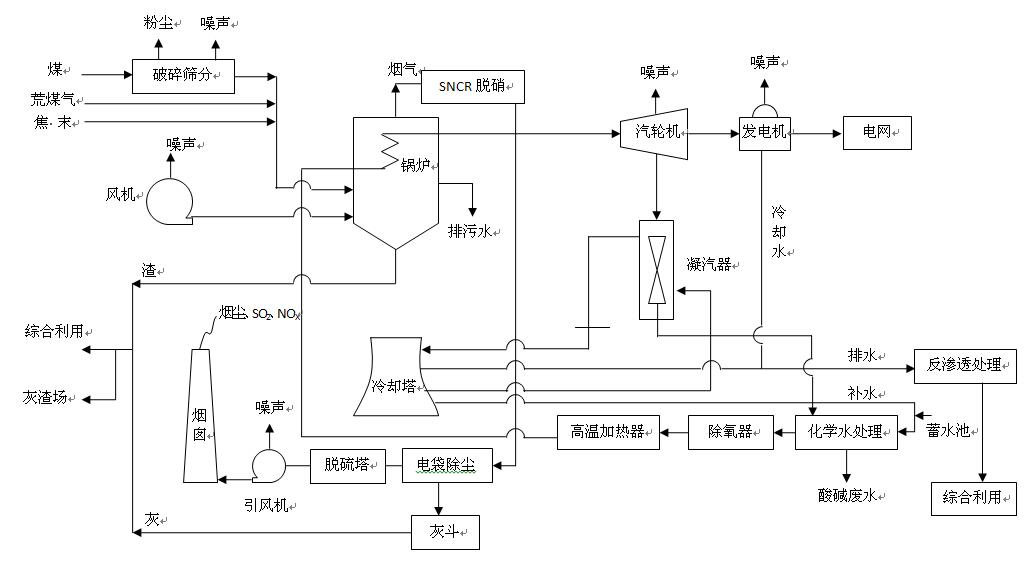 粉尘
噪声
煤
破碎筛分
荒煤气
焦.末
烟气
SNCR 脱硝
噪声
汽轮机
噪声
发电机
电网
噪声
风机
锅炉
排污水
冷
却
水
凝汽器
渣
烟尘、SO2、NOX
综合利用
灰渣场
冷却塔
排水
反渗透处理
补水
蓄水池
烟
囱
噪声
高温加热器
除氧器
化学水处理
脱硫塔
电袋除尘
引风机
酸碱废水
综合利用
灰
灰斗